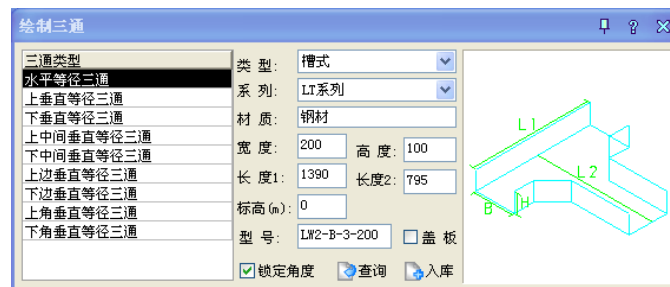 绘制三通
三通类型
水平等径三通
上垂直等径三通
下垂直等径三通
上中间垂直等径三通
下中间垂直等径三通
上边垂直等径三通
下边垂直等径三通
上角垂直等径三通
下角垂直等径三通
类 型: 槽式
系 列: LT系列
材 质: 钢材
宽 度: 200 高 度: 100
长 度1: 1390 长度2: 795
标高(m): 0
型 号: LW2-B-3-200 盖 板
锁定角度 查询 入库
L1
L2
B H